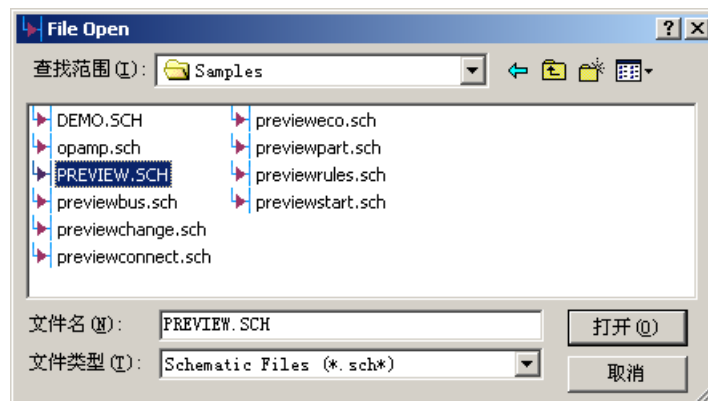 File Open
查找范围(I): Samples
DEMO.SCH
opamp.sch
PREVIEW.SCH
previewbus.sch
previewchange.sch
previewconnect.sch
previeweco.sch
previewpart.sch
previewrules.sch
previewstart.sch
文件名(N): PREVIEW.SCH 打开(O)
文件类型(T): Schematic Files (*.sch*) 取消